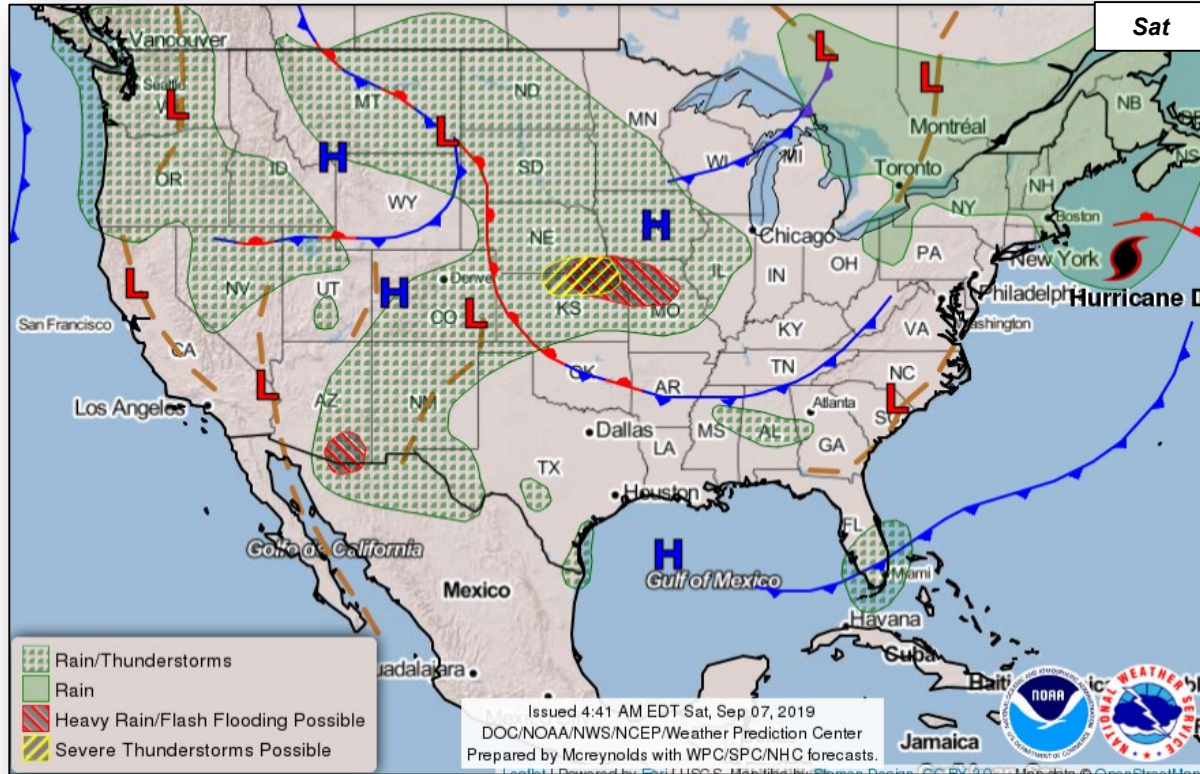 Sat
Vancouver
Seattle
MT
ND
MN
Montréal
NB
OR
ID
WY
SD
WI
MI
Toronto
NH
NY
Boston
Chicago
NE
IL
IN
OH
PA
New York
Philadelphia
Hurricane D
NV
UT
Denver
CO
KS
MO
KY
VA
Washington
San Francisco
CA
TN
NC
Los Angeles
AZ
NM
OK
AR
Atlanta
MS
AL
GA
Dallas
LA
TX
Houston
FL
Golfo de California
Mexico
Gulf of Mexico
Miami
Havana
Cuba
Rain/Thunderstorms
Rain
Heavy Rain/Flash Flooding Possible
Severe Thunderstorms Possible
Issued 4:41 AM EDT Sat, Sep 07, 2019
DOC/NOAA/NWS/NCEP/Weather Prediction Center
Prepared by Mcreynolds with WPC/SPC/NHC forecasts.
NOAA
NATIONAL WEATHER SERVICE
Jamaica
H
H
H
H
L
L
L
L
L
L
L
L